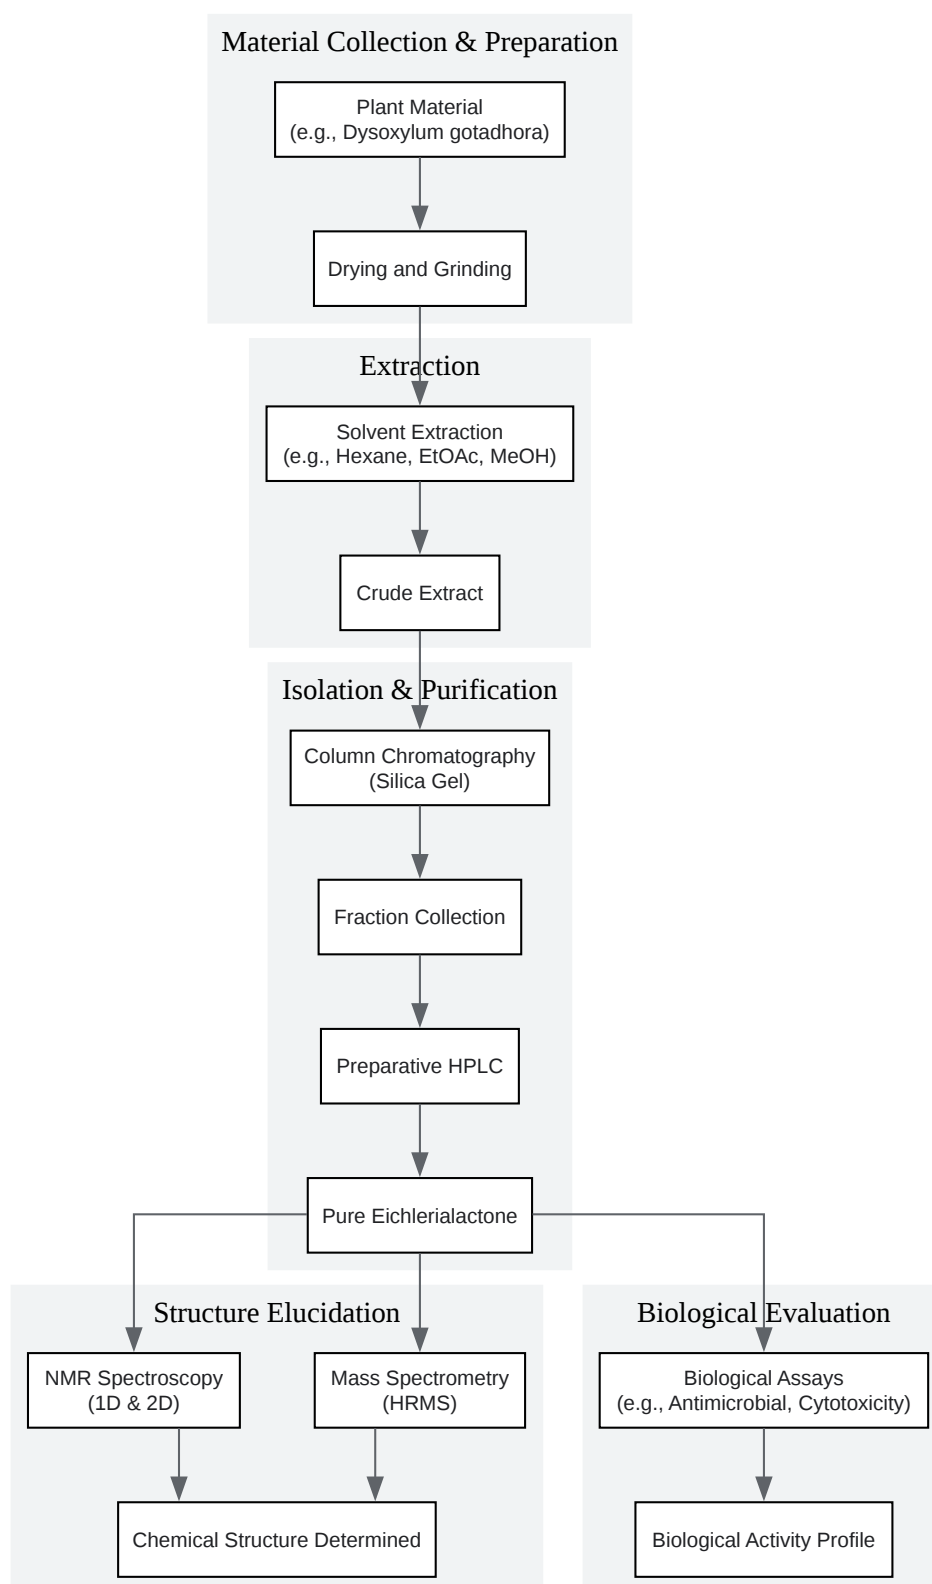 Material Collection & Preparation
Plant Material
(e.g., Dysoxylum gotadhora)
Drying and Grinding
Extraction
Solvent Extraction
(e.g., Hexane, EtOAc, MeOH)
Crude Extract
Isolation & Purification
Column Chromatography
(Silica Gel)
Fraction Collection
Preparative HPLC
Pure Eichlerialactone
Structure Elucidation
NMR Spectroscopy
(1D & 2D)
Mass Spectrometry
(HRMS)
Chemical Structure Determined
Biological Evaluation
Biological Assays
(e.g., Antimicrobial, Cytotoxicity)
Biological Activity Profile